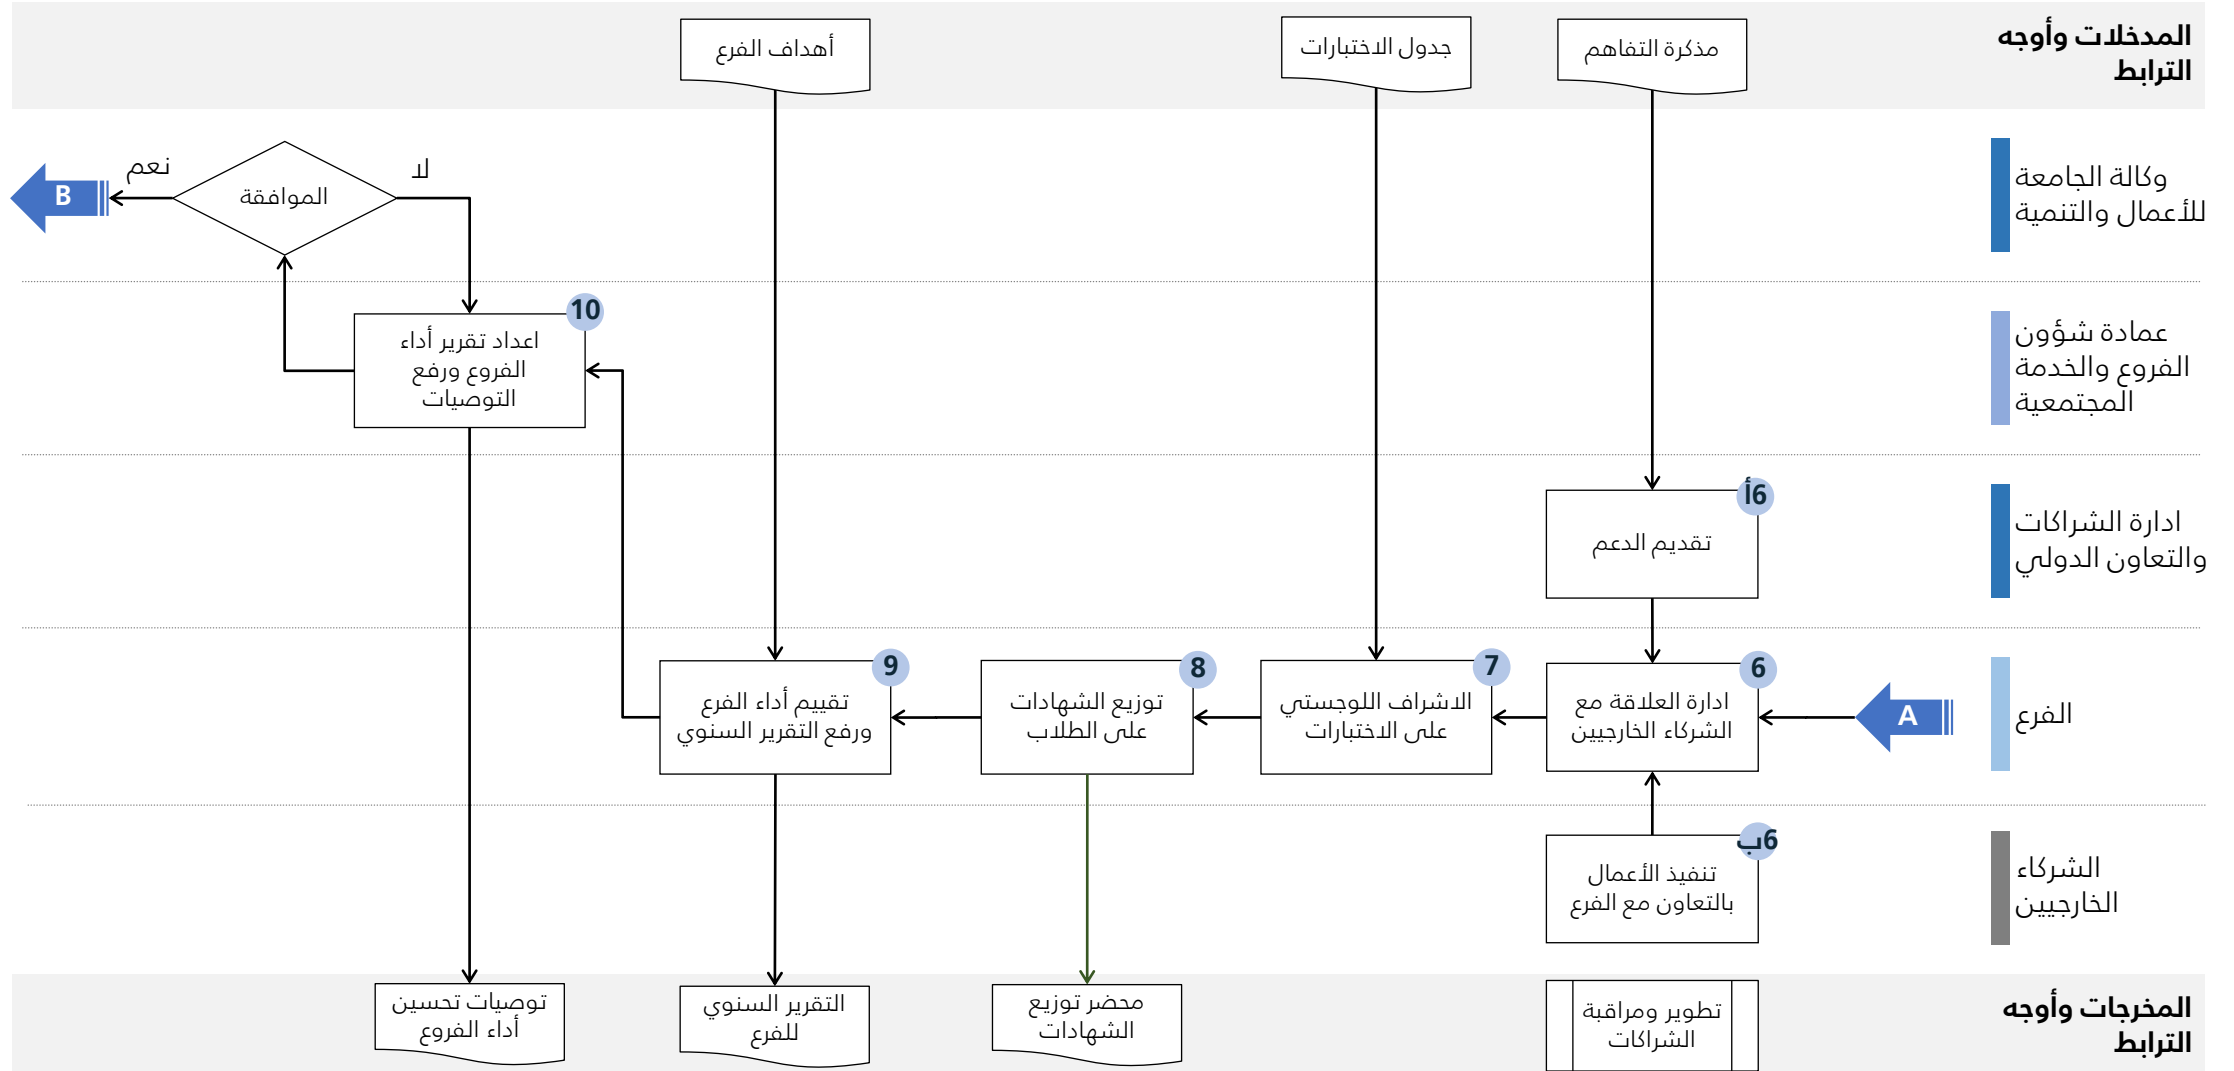 المدخلات وأوجه
الترابط
مذكرة التفاهم
جدول الاختبارات
أهداف الفرع
وكالة الجامعة
للأعمال والتنمية
لا
الموافقة
نعم
B
عمادة شؤون
الفروع والخدمة
المجتمعية
10
اعداد تقرير أداء
الفروع ورفع
التوصيات
ادارة الشراكات
والتعاون الدولي
6أ
تقديم الدعم
الفرع
A
6
ادارة العلاقة مع
الشركاء الخارجيين
7
الاشراف اللوجستي
على الاختبارات
8
توزيع الشهادات
على الطلاب
9
تقييم أداء الفرع
ورفع التقرير السنوي
الشركاء
الخارجيين
6ب
تنفيذ الأعمال
بالتعاون مع الفرع
المخرجات وأوجه
الترابط
تطوير ومراقبة
الشراكات
محضر توزيع
الشهادات
التقرير السنوي
للفرع
توصيات تحسين
أداء الفروع